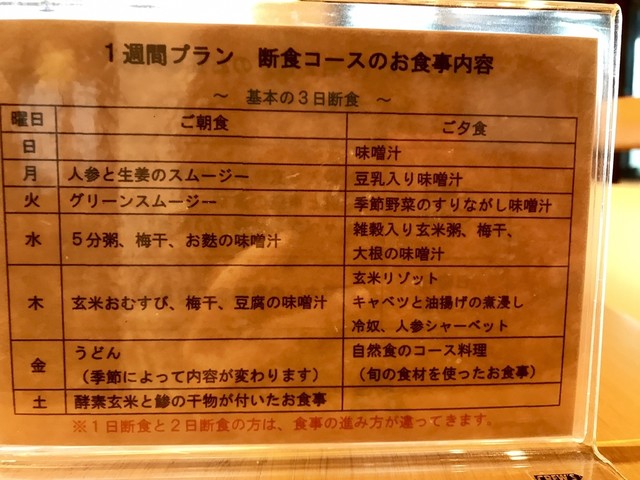 1週間プラン 断食コースのお食事内容
～ 基本の3日断食 ～
曜日 ご朝食 ご夕食
日 味噌汁
月 人参と生姜のスムージー 豆乳入り味噌汁
火 グリーンスムージー 季節野菜のすりながし味噌汁
水 5分粥、梅干、お麩の味噌汁 雑穀入り玄米粥、梅干、
大根の味噌汁
木 玄米おむすび、梅干、豆腐の味噌汁 玄米リゾット
キャベツと油揚げの煮浸し
冷奴、人参シャーベット
金 うどん 自然食のコース料理
（季節によって内容が変わります） （旬の食材を使ったお食事）
土 酵素玄米と鯵の干物が付いたお食事
※1日断食と2日断食の方は、食事の進み方が違ってきます。